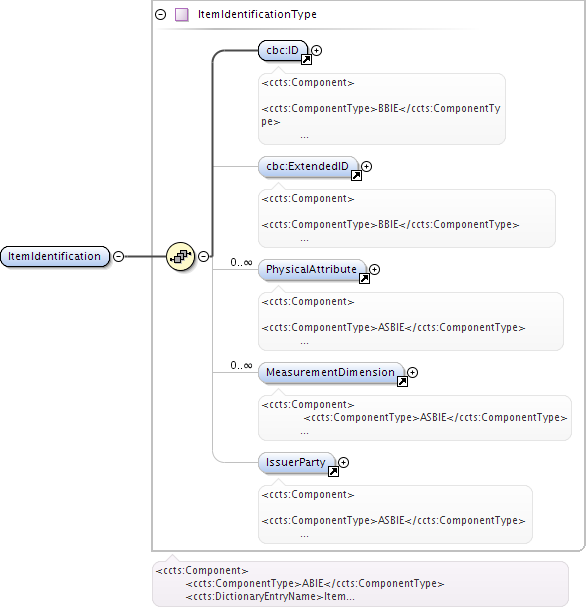 ItemIdentificationType
cbc:ID
<ccts:Component>
<ccts:ComponentType>BBIE</ccts:ComponentTy
pe>
...
cbc:ExtendedID
<ccts:Component>
<ccts:ComponentType>BBIE</ccts:ComponentType>
...
ItemIdentification
0..∞
PhysicalAttribute
<ccts:Component>
<ccts:ComponentType>ASBIE</ccts:ComponentType>
...
0..∞
MeasurementDimension
<ccts:Component>
<ccts:ComponentType>ASBIE</ccts:ComponentType>
...
IssuerParty
<ccts:Component>
<ccts:ComponentType>ASBIE</ccts:ComponentType>
...
<ccts:Component>
<ccts:ComponentType>ABIE</ccts:ComponentType>
<ccts:DictionaryEntryName>Item...